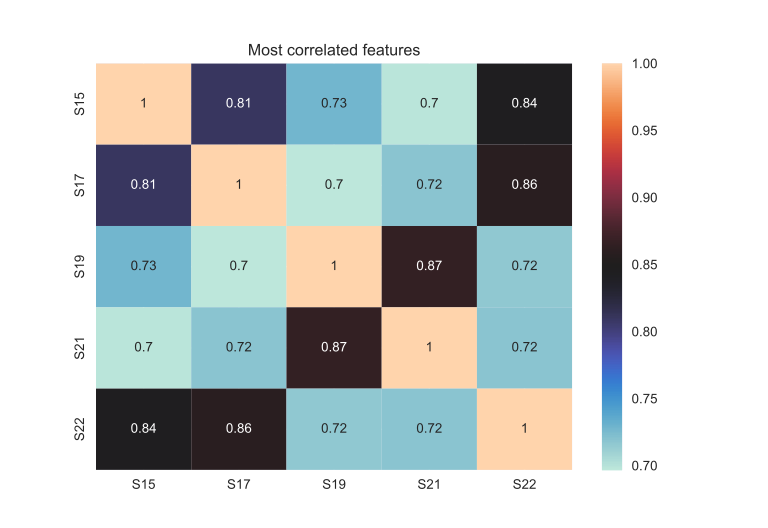 Most correlated features
S15 1 0.81 0.73 0.7 0.84
S17 0.81 1 0.7 0.72 0.86
S19 0.73 0.7 1 0.87 0.72
S21 0.7 0.72 0.87 1 0.72
S22 0.84 0.86 0.72 0.72 1
S15 S17 S19 S21 S22
1.00
0.95
0.90
0.85
0.80
0.75
0.70